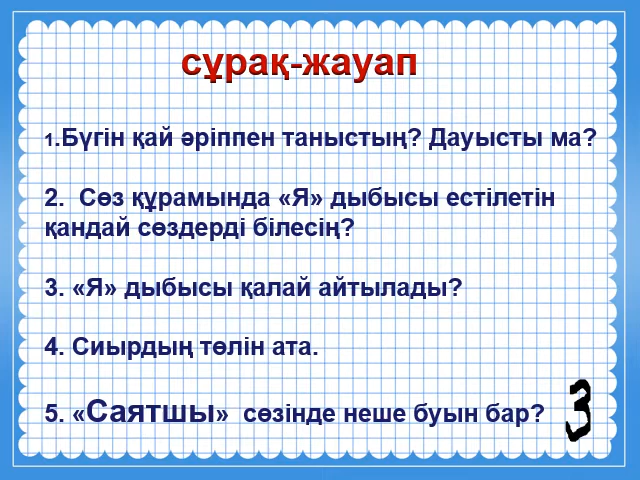 сұрақ-жауап
1.Бүгін қай әріппен таныстың? Дауысты ма?
2. Сөз құрамында «Я» дыбысы естілетін
қандай сөздерді білесің?
3. «Я» дыбысы қалай айтылады?
4. Сиырдың төлін ата.
5. «Саятшы» сөзінде неше буын бар?
3